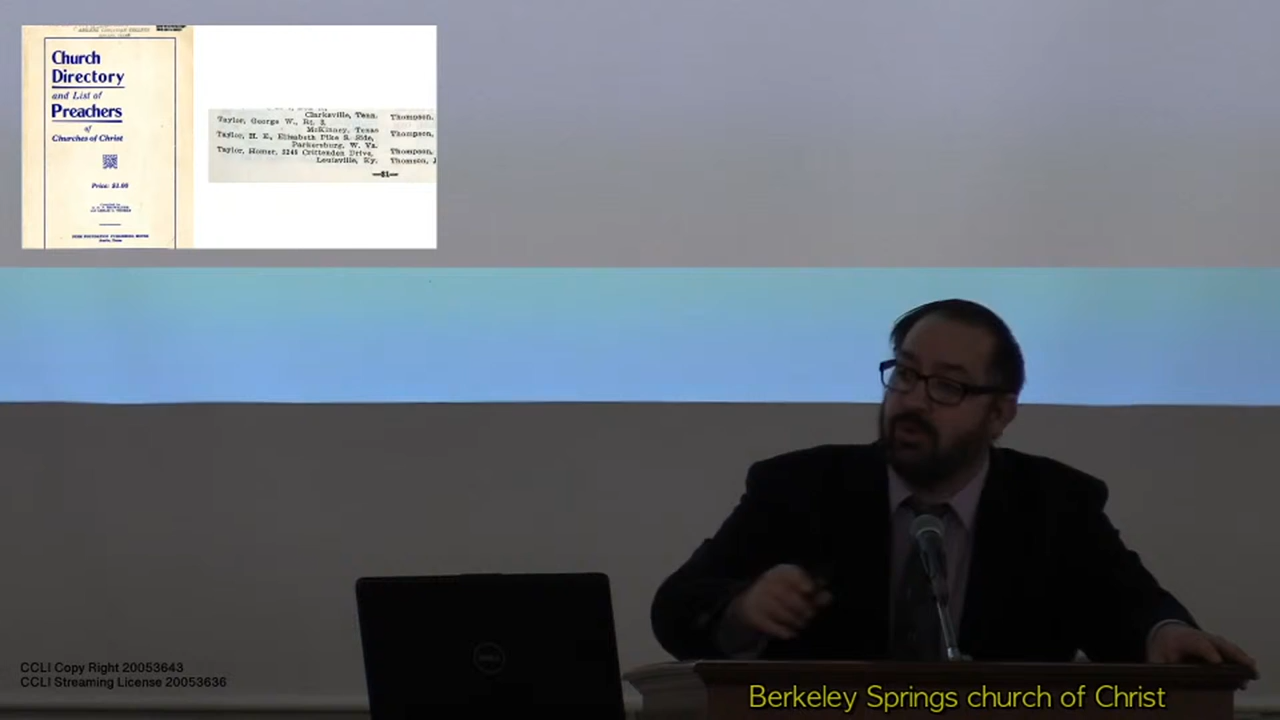 Church
Directory
and List of
Preachers
of
Churches of Christ
Price: $1.00
Clarksville, Tenn.
Thompson,
Taylor, George W., Rt. 3,
McKinney, Texas
Thompson,
Taylor, H. E., Elizabeth Pike S. Side,
Parkersburg, W. Va.
Thompson,
Taylor, Homer, Crittenden Drive,
Louisville, Ky.
Thomson, J
—81—
DELL
CCLI Copy Right 20053643
CCLI Streaming License 20053636
Berkeley Springs church of Christ